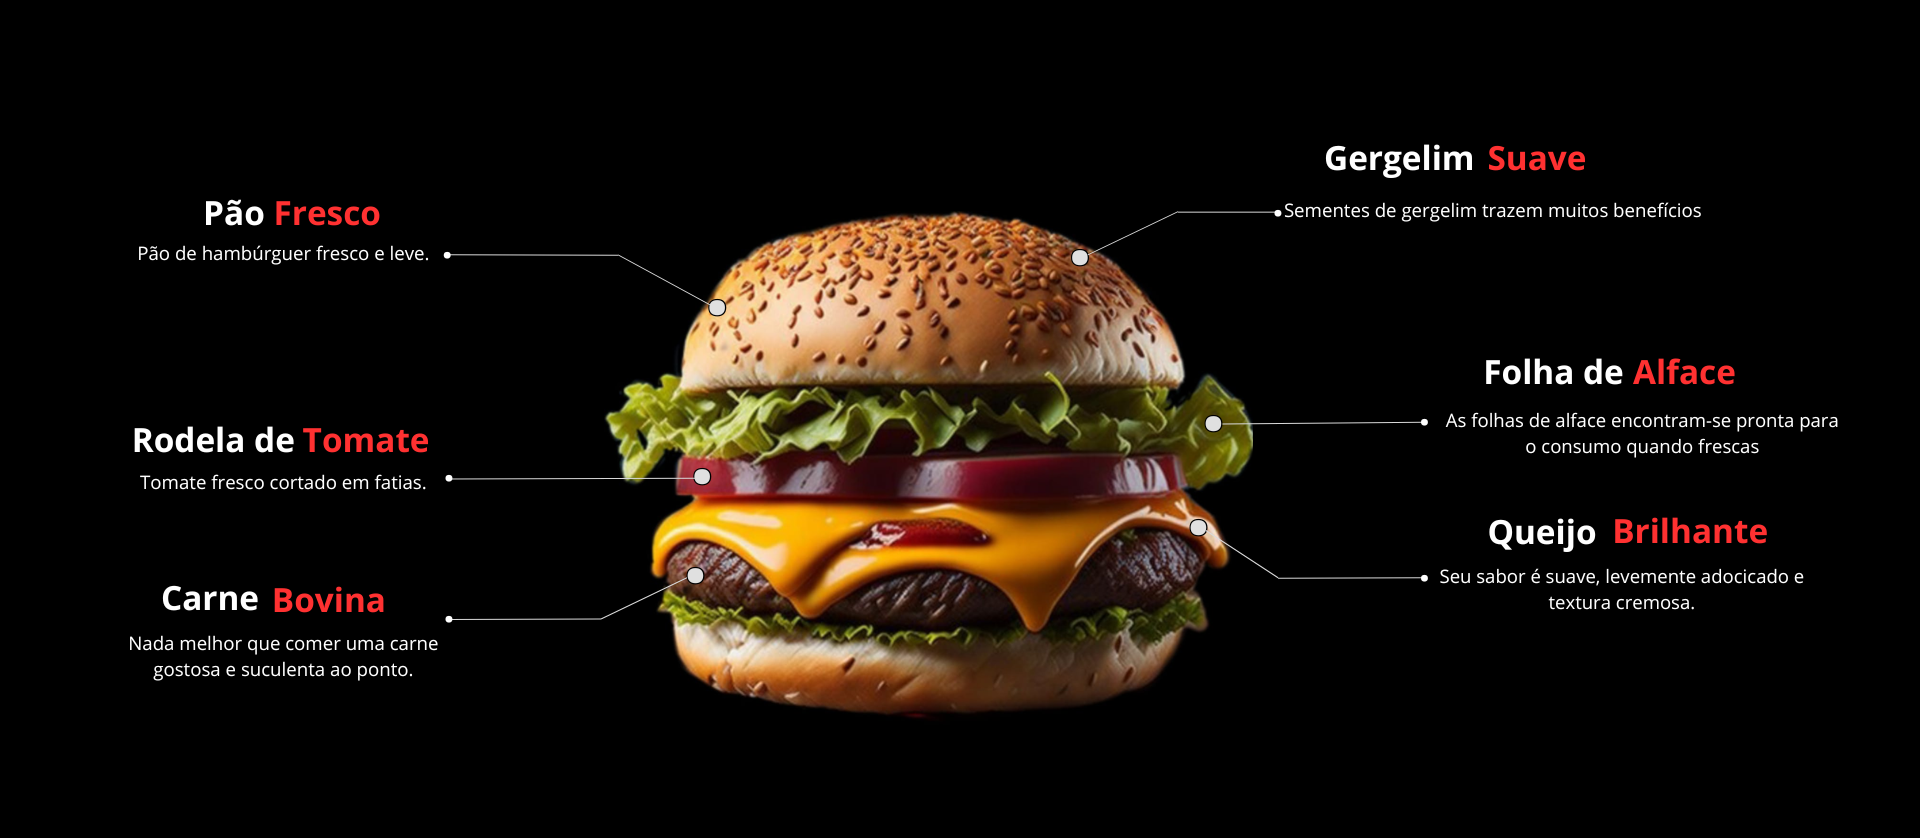 Pão Fresco
Pão de hambúrguer fresco e leve.
Rodela de Tomate
Tomate fresco cortado em fatias.
Carne Bovina
Nada melhor que comer uma carne
gostosa e suculenta ao ponto.
Gergelim Suave
Sementes de gergelim trazem muitos benefícios
Folha de Alface
As folhas de alface encontram-se pronta para
o consumo quando frescas
Queijo Brilhante
Seu sabor é suave, levemente adocicado e
textura cremosa.